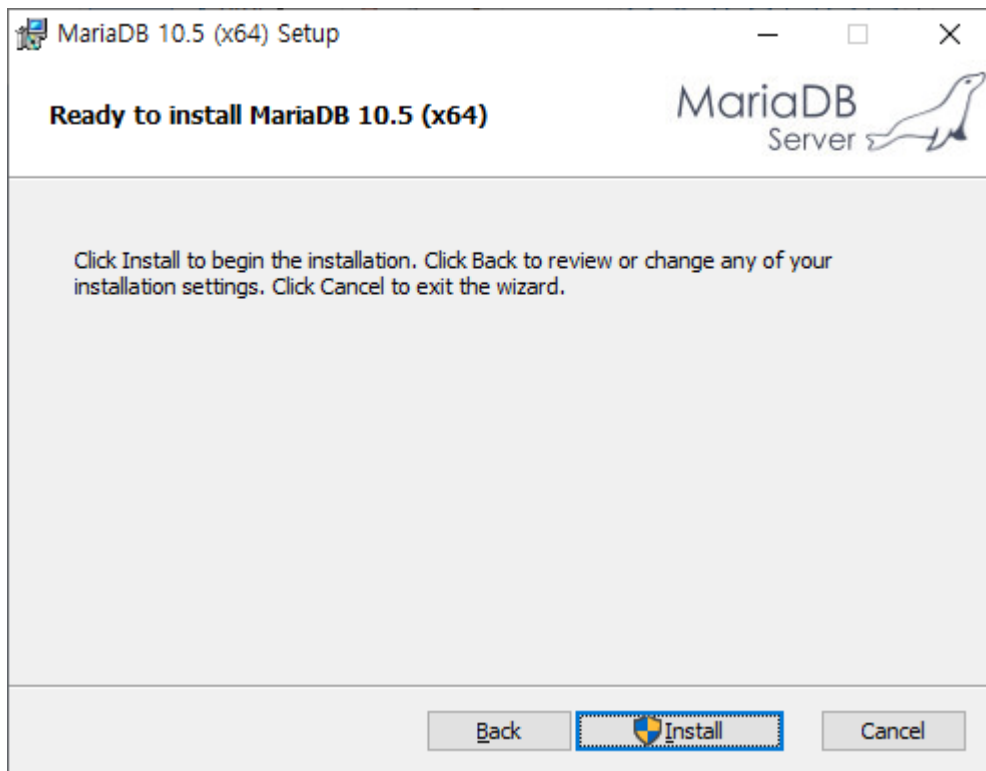 MariaDB 10.5 (x64) Setup
Ready to install MariaDB 10.5 (x64)
MariaDB
Server
Click Install to begin the installation. Click Back to review or change any of your
installation settings. Click Cancel to exit the wizard.
Back
Install
Cancel